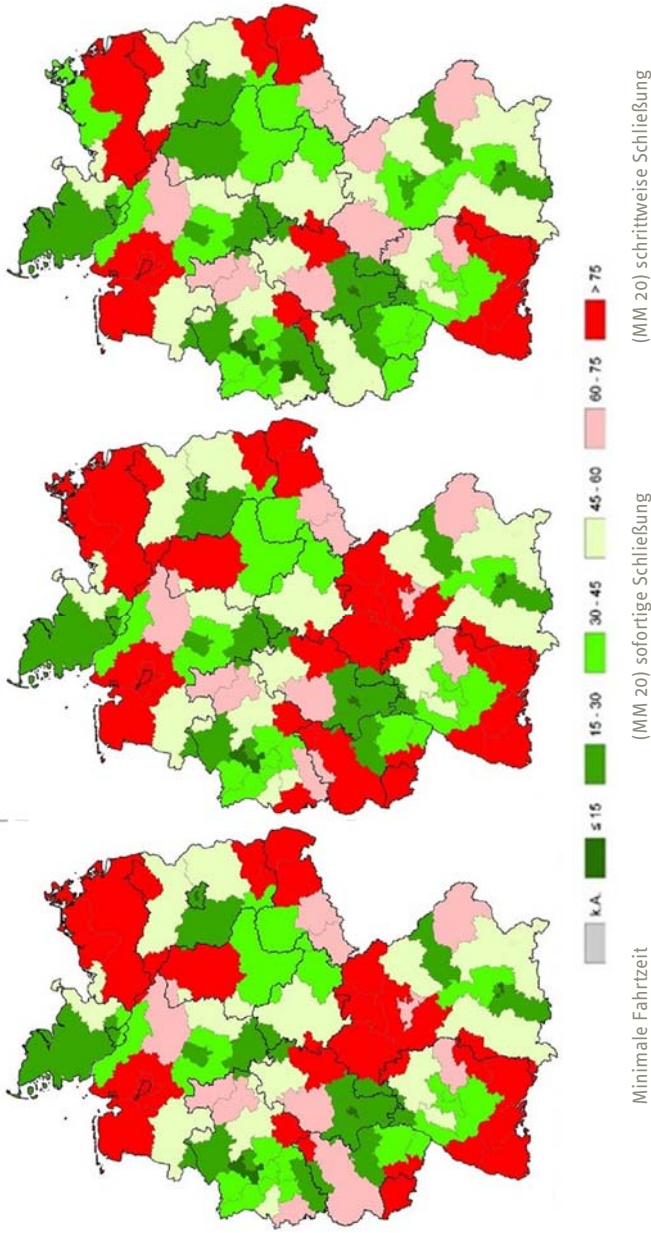 k.A.
≤ 15
15 - 30
30 - 45
45 - 60
60 - 75
> 75
Minimale Fahrtzeit
(MM 20) sofortige Schließung
(MM 20) schrittweise Schließung